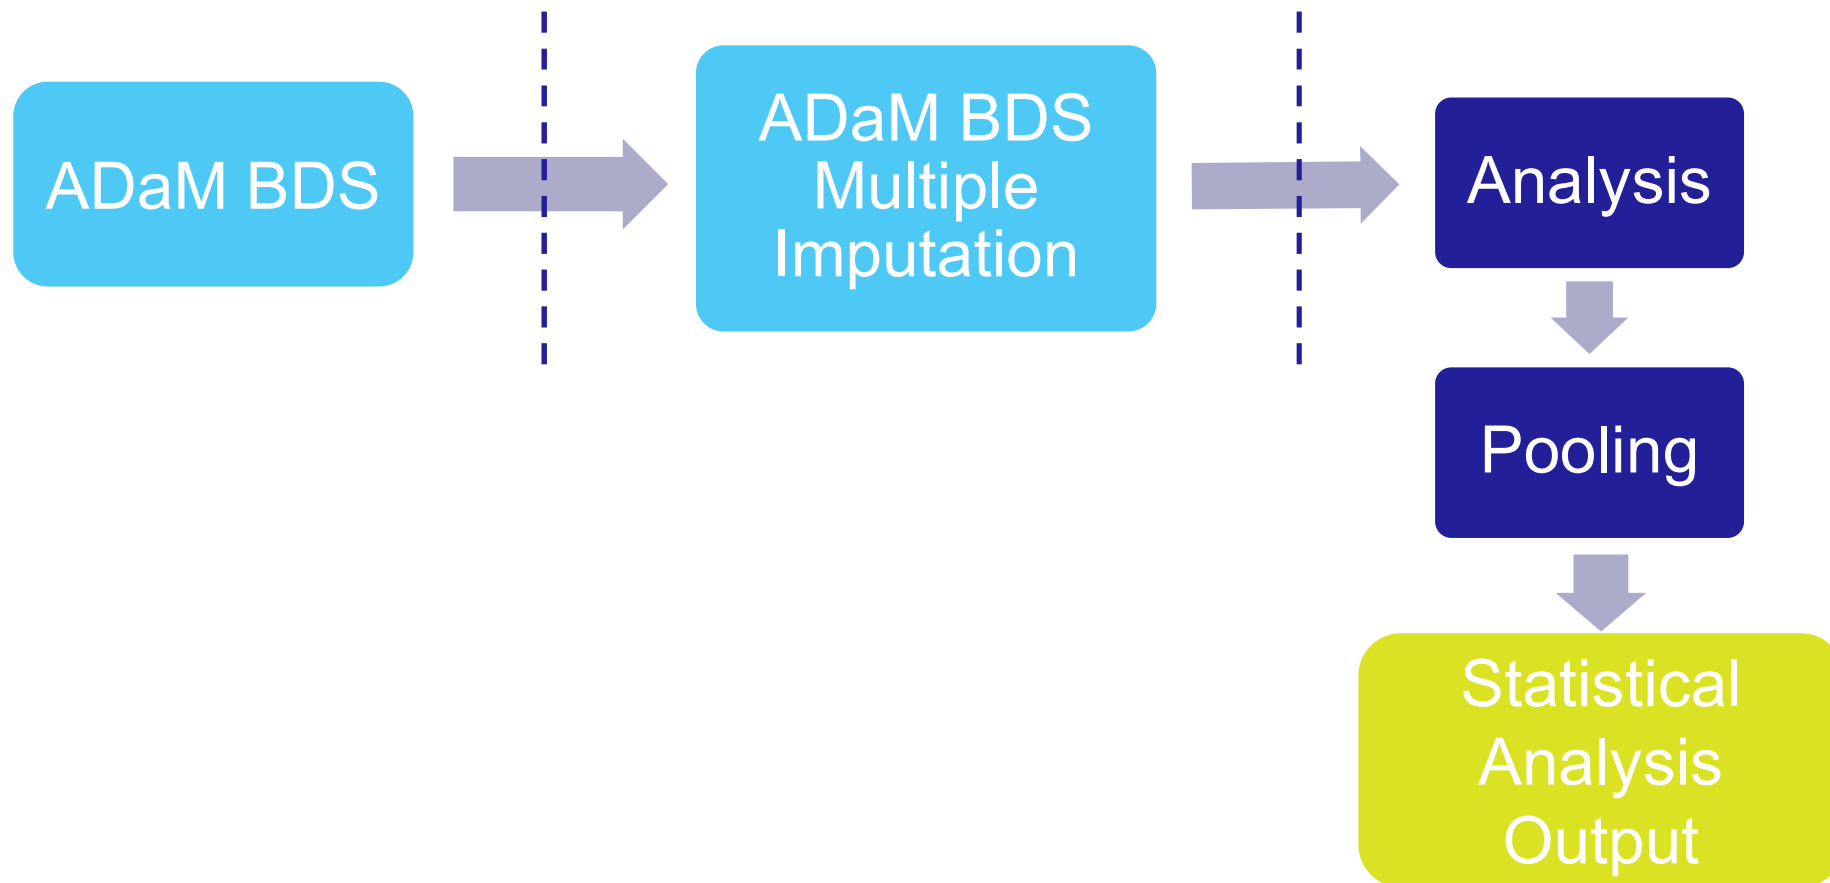 ADaM BDS
ADaM BDS
Multiple
Imputation
Analysis
Pooling
Statistical
Analysis
Output